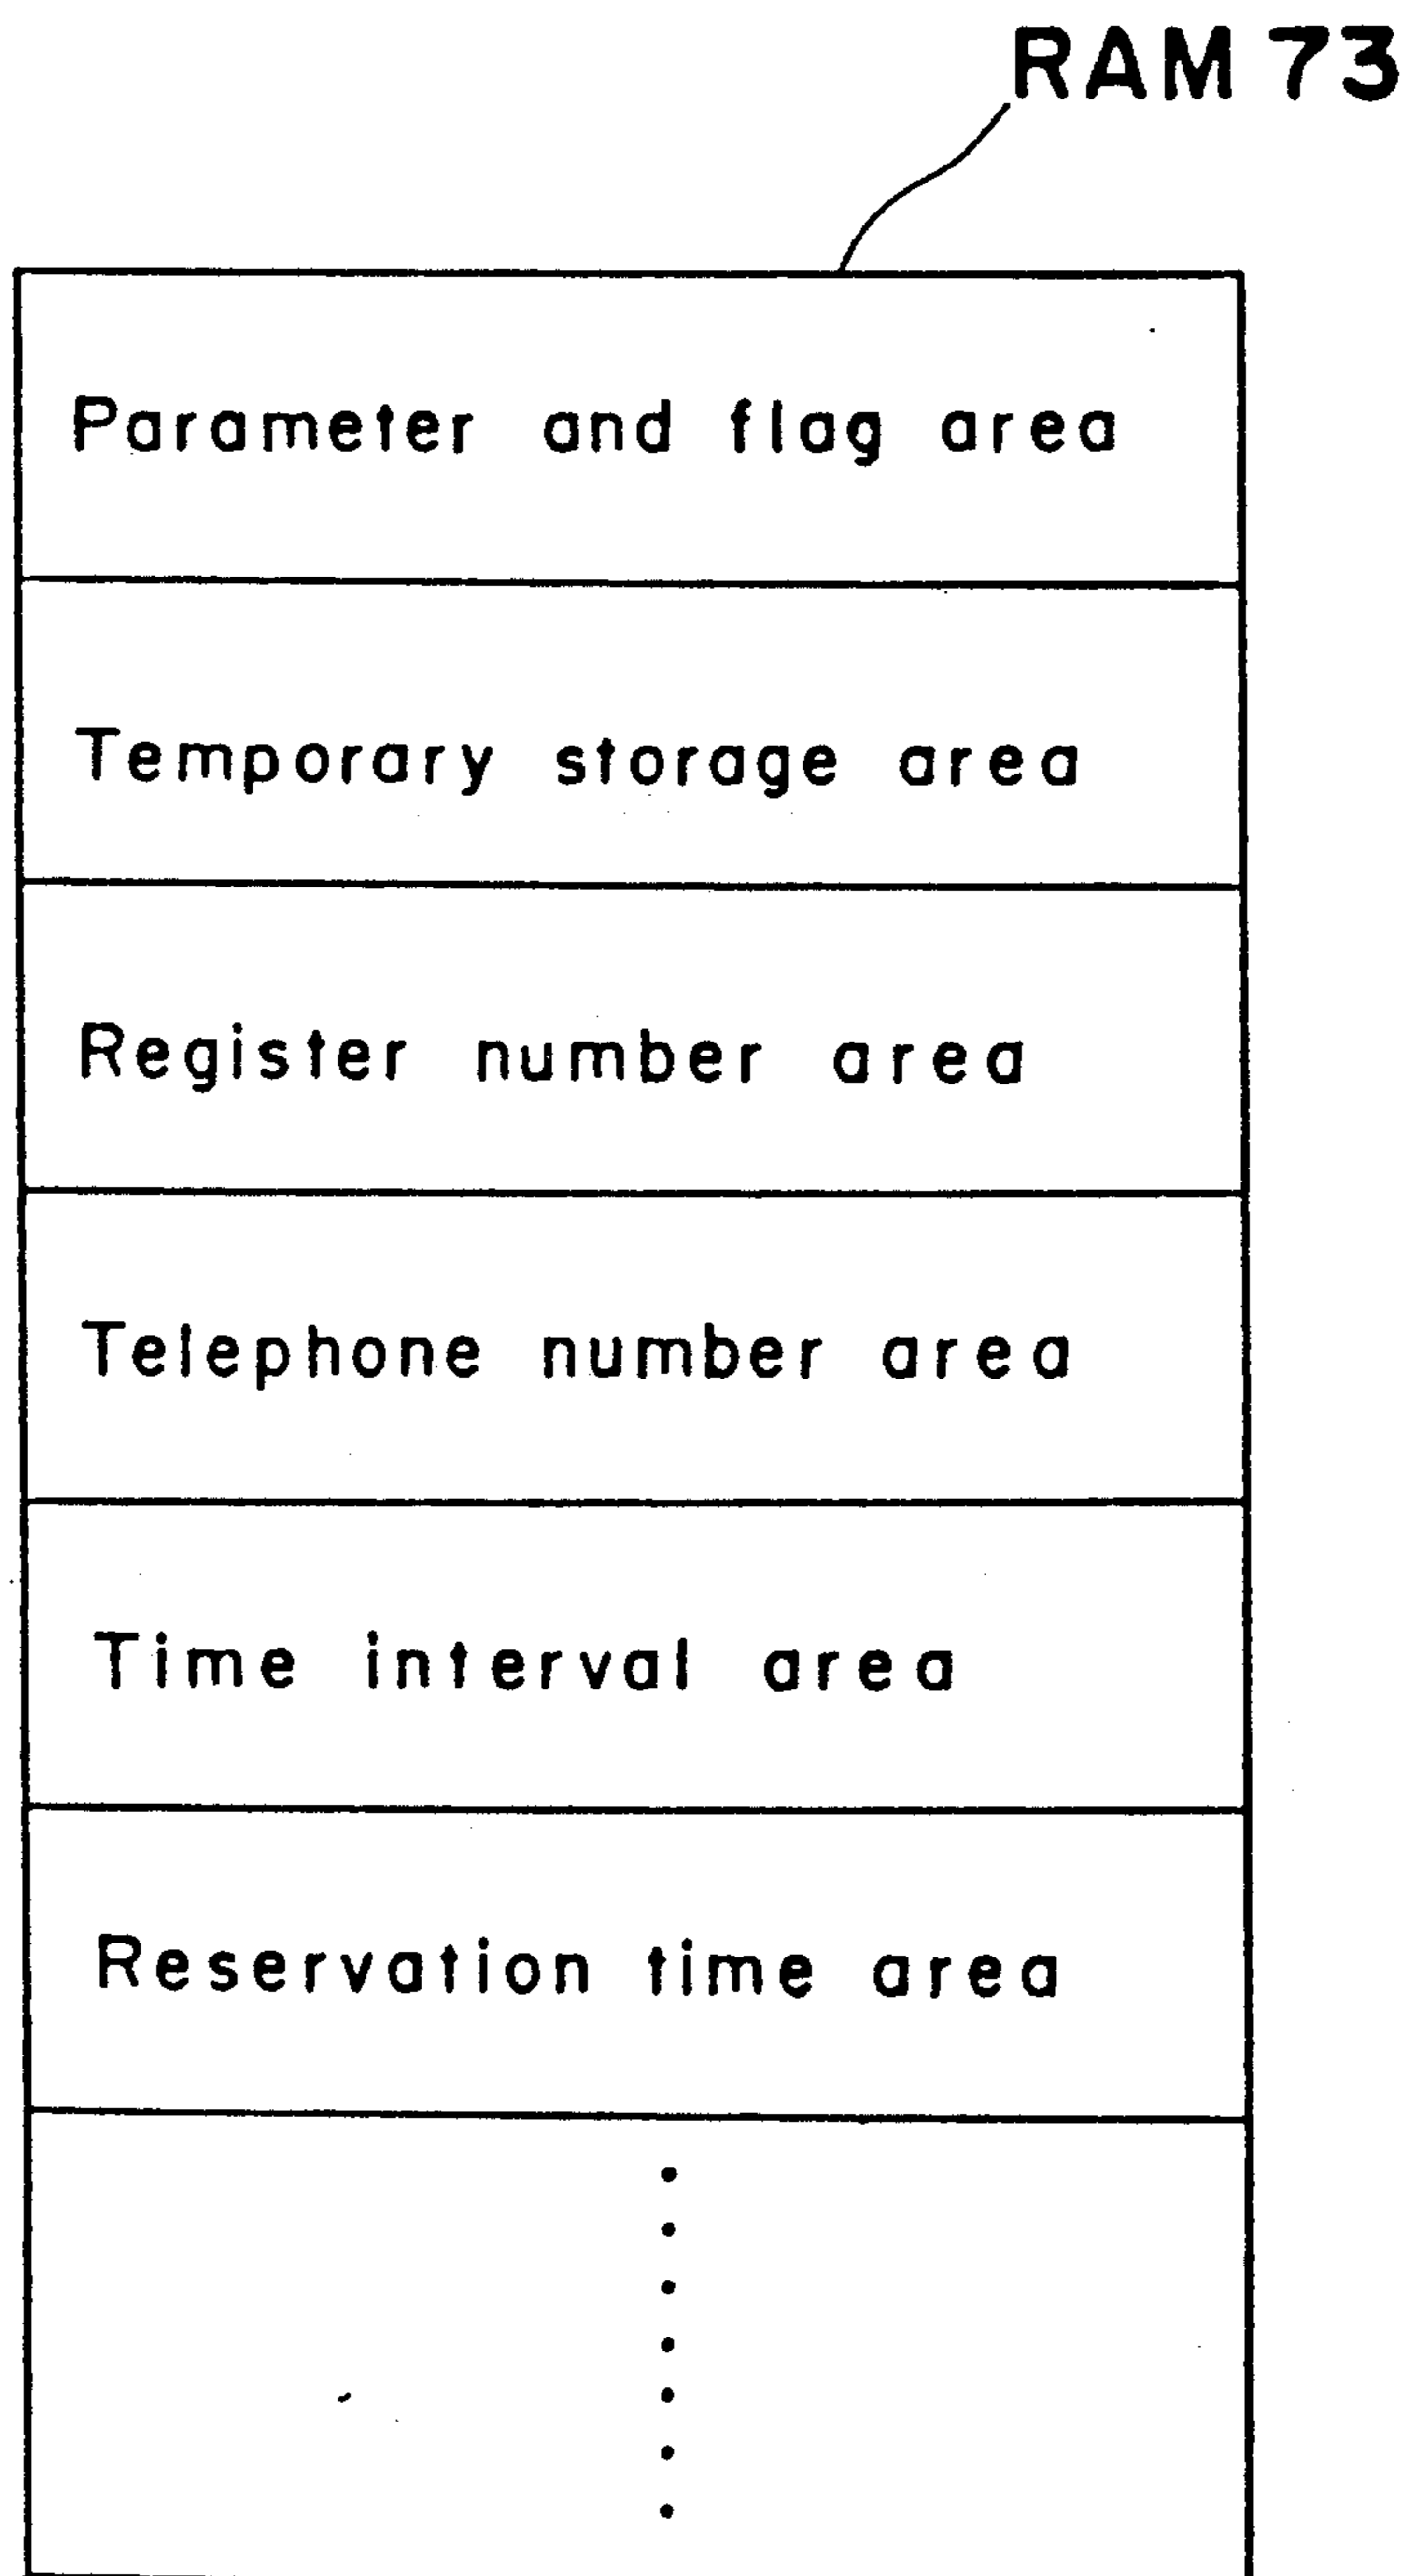 RAM 73
Parameter and flag area
Temporary storage area
Register number area
Telephone number area
Time interval area
Reservation time area